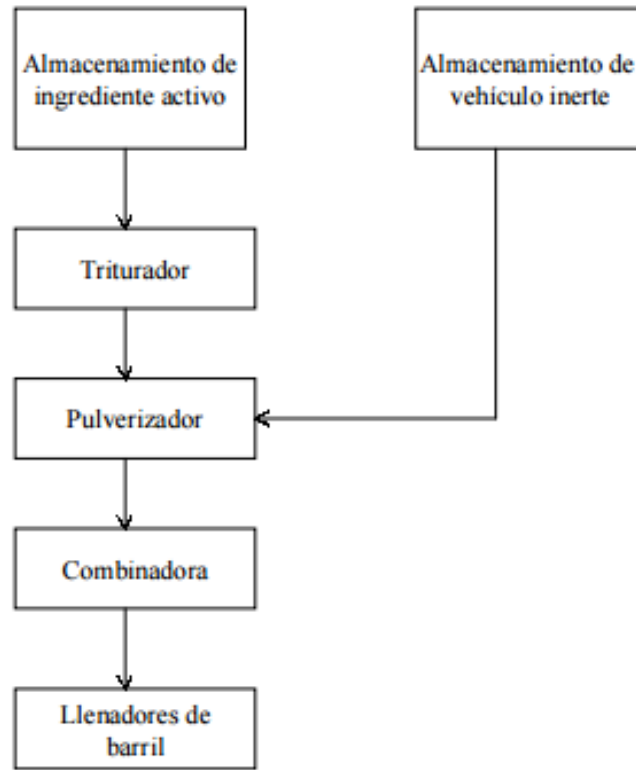 Almacenamiento de
ingrediente activo
Almacenamiento de
vehículo inerte
Triturador
Pulverizador
Combinadora
Llenadores de
barril